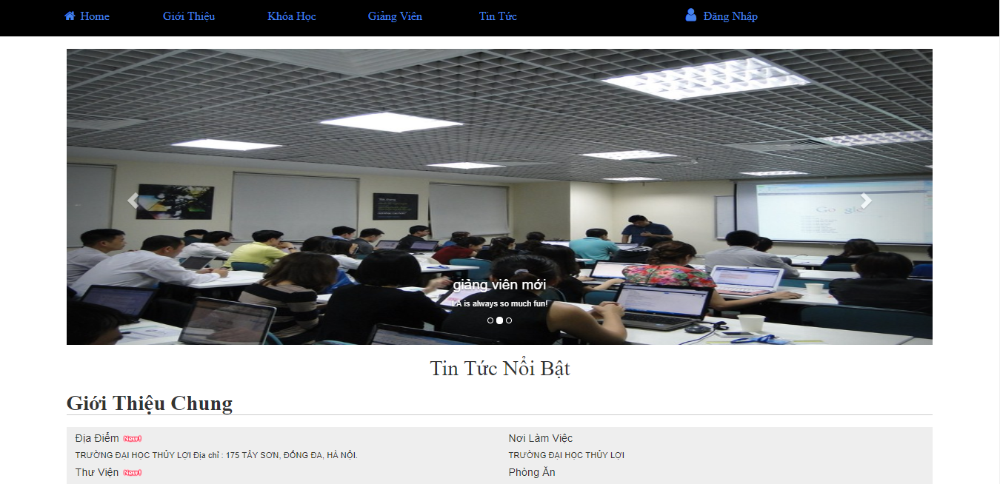 Home Giới Thiệu Khóa Học Giảng Viên Tin Tức Đăng Nhập
Go gle
giảng viên mới
LA is always so much fun!
Tin Tức Nổi Bật
Giới Thiệu Chung
Địa Điểm New! Nơi Làm Việc
TRƯỜNG ĐẠI HỌC THỦY LỢI Địa chỉ : 175 TÂY SƠN, ĐỐNG ĐA, HÀ NỘI. TRƯỜNG ĐẠI HỌC THỦY LỢI
Thư Viện New! Phòng Ăn